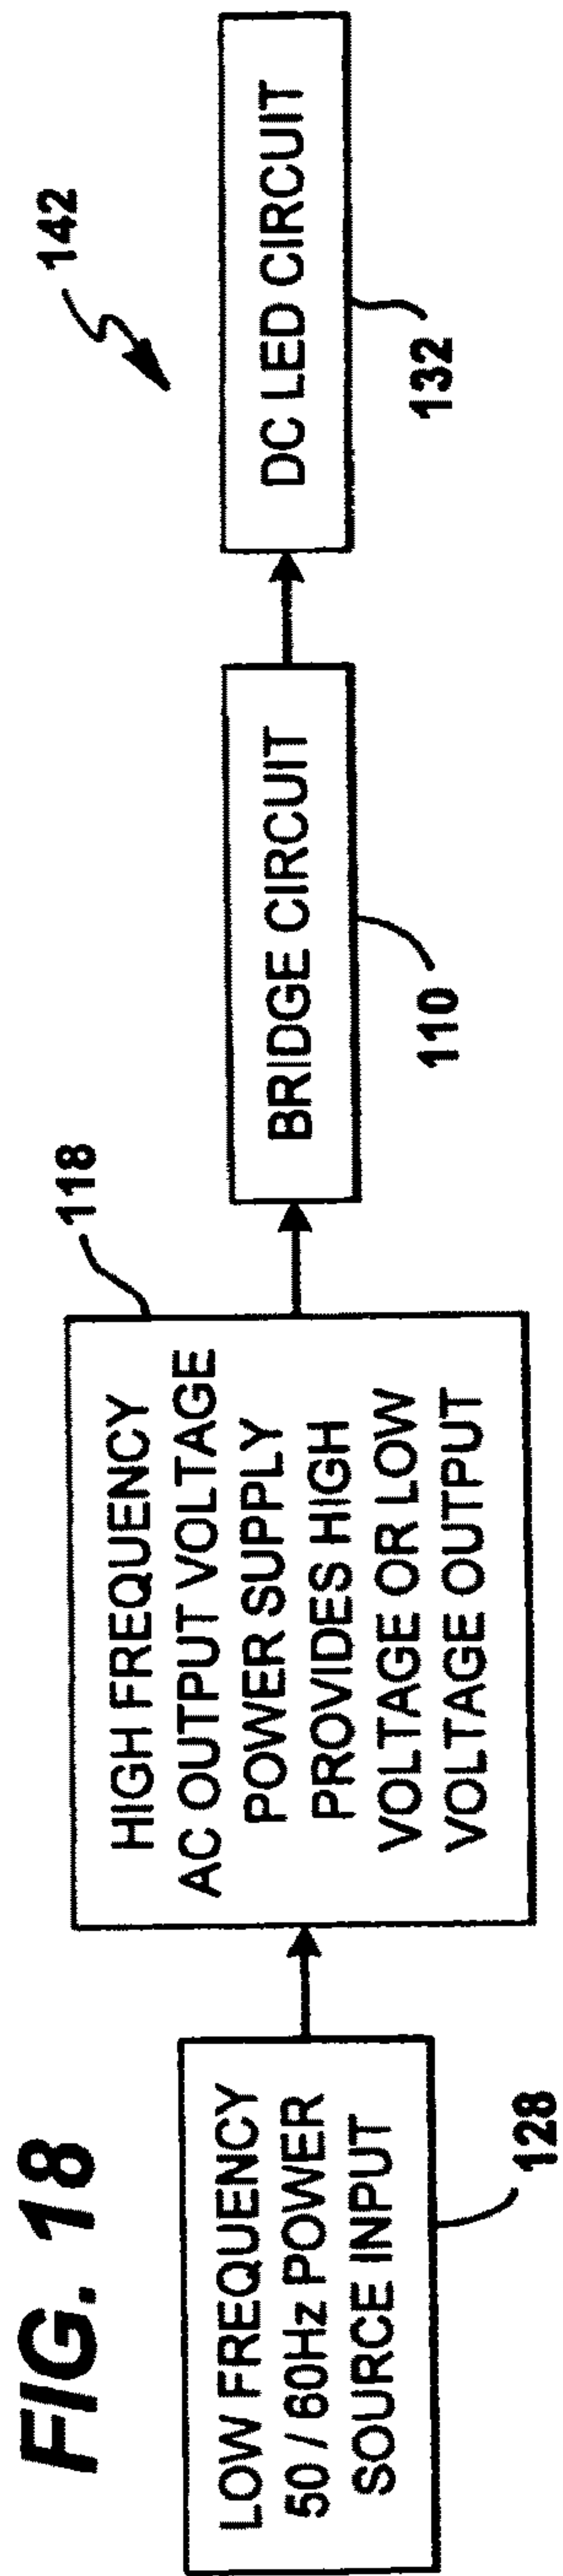 FIG. 18
LOW FREQUENCY
50 / 60Hz POWER
SOURCE INPUT
128
HIGH FREQUENCY
AC OUTPUT VOLTAGE
POWER SUPPLY
PROVIDES HIGH
VOLTAGE OR LOW
VOLTAGE OUTPUT
118
BRIDGE CIRCUIT
110
DC LED CIRCUIT
132
142